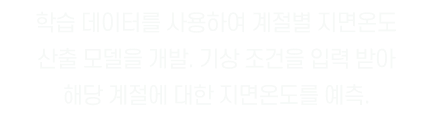 학습 데이터를 사용하여 계절별 지면온도
산출 모델을 개발. 기상 조건을 입력 받아
해당 계절에 대한 지면온도를 예측.